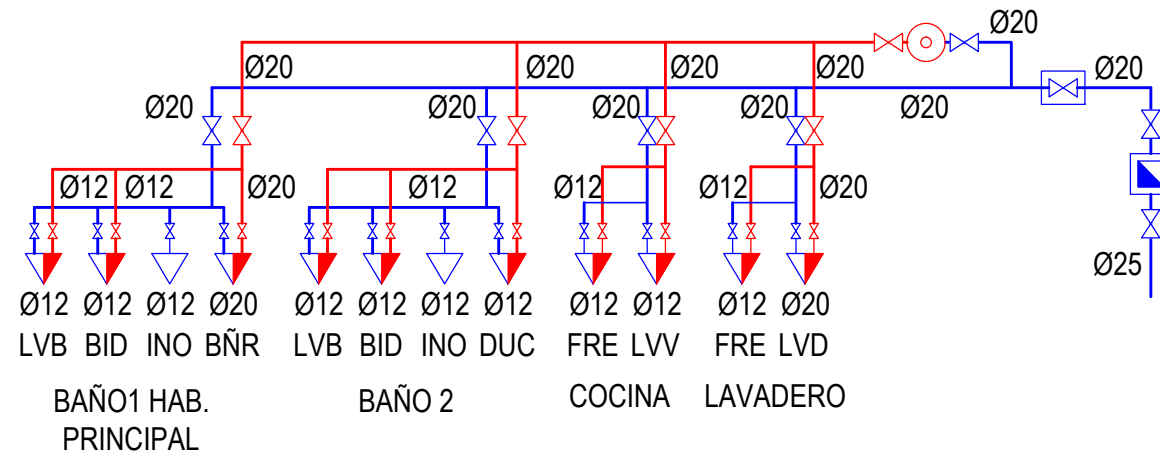 Ø20
Ø20 Ø20 Ø20 Ø20 Ø20
Ø20 Ø20 Ø20 Ø20 Ø20
Ø12 Ø12 Ø20 Ø12 Ø12 Ø12 Ø20
Ø25
Ø12 Ø12 Ø12 Ø20 Ø12 Ø12 Ø12 Ø12 Ø12 Ø12 Ø12 Ø20
LVB BID INO BÑR LVB BID INO DUC FRE LVV FRE LVD
BAÑO1 HAB. BAÑO 2 COCINA LAVADERO
PRINCIPAL